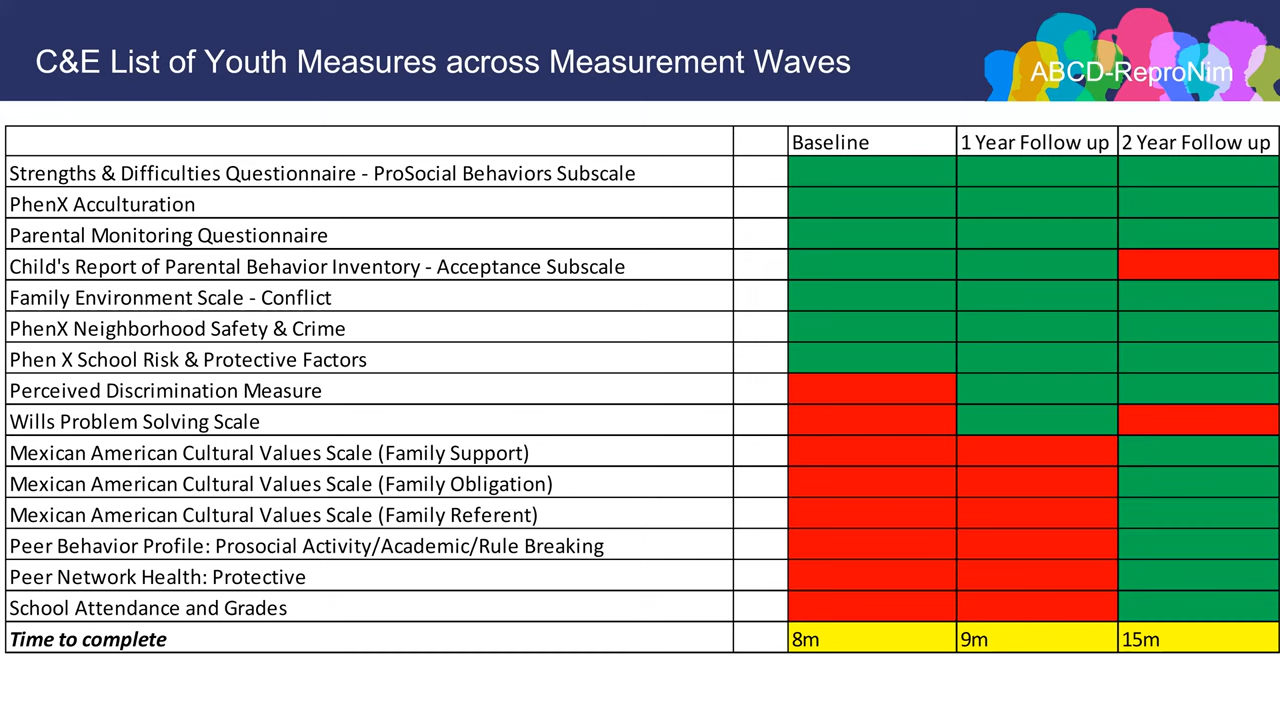 C&E List of Youth Measures across Measurement Waves
ABCD-ReproNim
Baseline 1 Year Follow up 2 Year Follow up
Strengths & Difficulties Questionnaire - ProSocial Behaviors Subscale
PhenX Acculturation
Parental Monitoring Questionnaire
Child's Report of Parental Behavior Inventory - Acceptance Subscale
Family Environment Scale - Conflict
PhenX Neighborhood Safety & Crime
Phen X School Risk & Protective Factors
Perceived Discrimination Measure
Wills Problem Solving Scale
Mexican American Cultural Values Scale (Family Support)
Mexican American Cultural Values Scale (Family Obligation)
Mexican American Cultural Values Scale (Family Referent)
Peer Behavior Profile: Prosocial Activity/Academic/Rule Breaking
Peer Network Health: Protective
School Attendance and Grades
Time to complete 8m 9m 15m